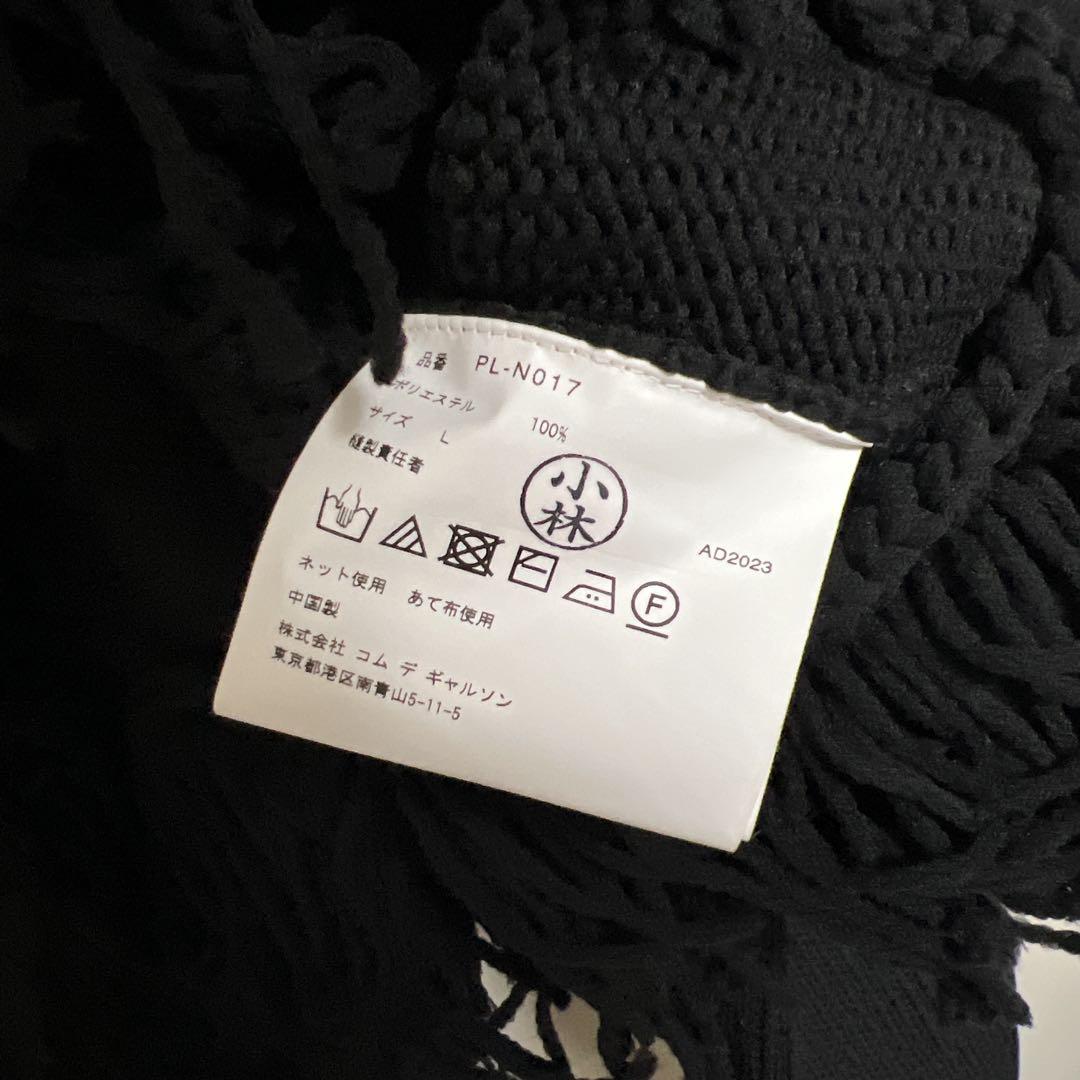 品番 PL-N017
ポリエステル 100%
サイズ L
縫製責任者
小林
AD2023
F
ネット使用 あて布使用
中国製
株式会社 コム デ ギャルソン
東京都港区南青山5-11-5